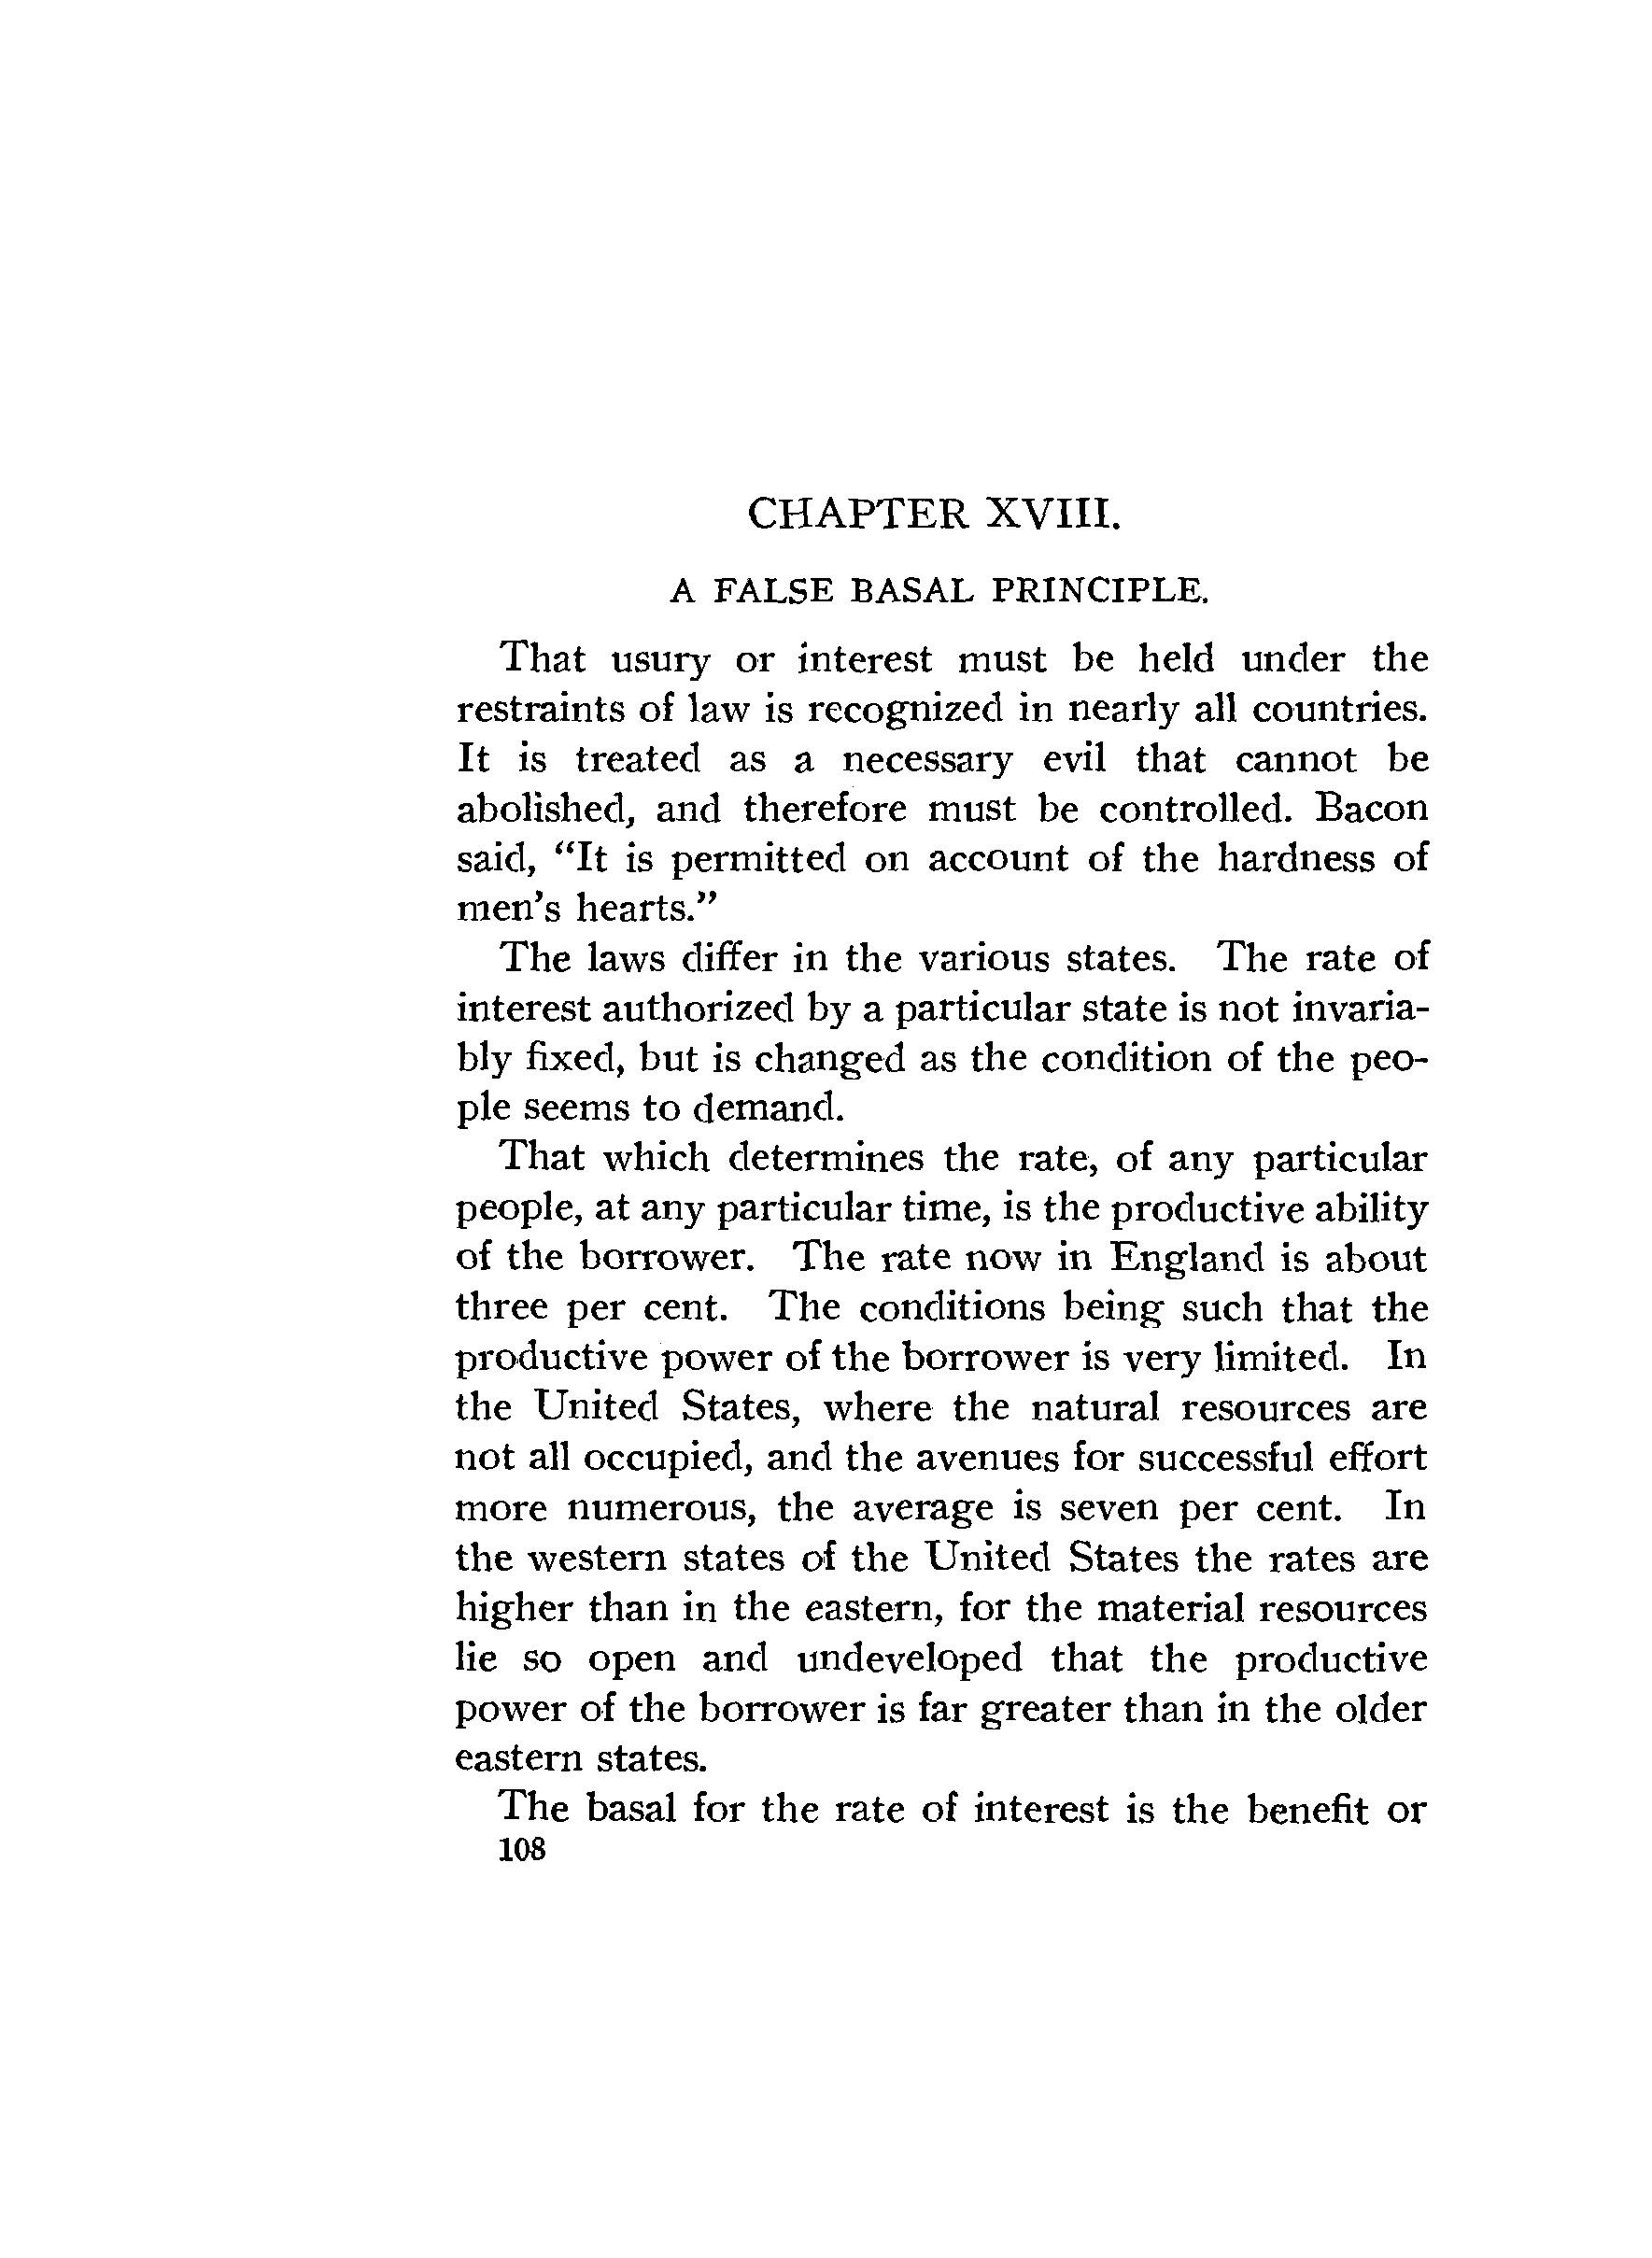 CHAPTER XVIII.
A FALSE BASAL PRINCIPLE.
That usury or interest must be held under the
restraints of law is recognized in nearly all countries.
It is treated as a necessary evil that cannot be
abolished, and therefore must be controlled. Bacon
said, “It is permitted on account of the hardness of
men’s hearts.”
The laws differ in the various states. The rate of
interest authorized by a particular state is not invaria-
bly fixed, but is changed as the condition of the peo-
ple seems to demand.
That which determines the rate, of any particular
people, at any particular time, is the productive ability
of the borrower. The rate now in England is about
three per cent. The conditions being such that the
productive power of the borrower is very limited. In
the United States, where the natural resources are
not all occupied, and the avenues for successful effort
more numerous, the average is seven per cent. In
the western states of the United States the rates are
higher than in the eastern, for the material resources
lie so open and undeveloped that the productive
power of the borrower is far greater than in the older
eastern states.
The basal for the rate of interest is the benefit or
108